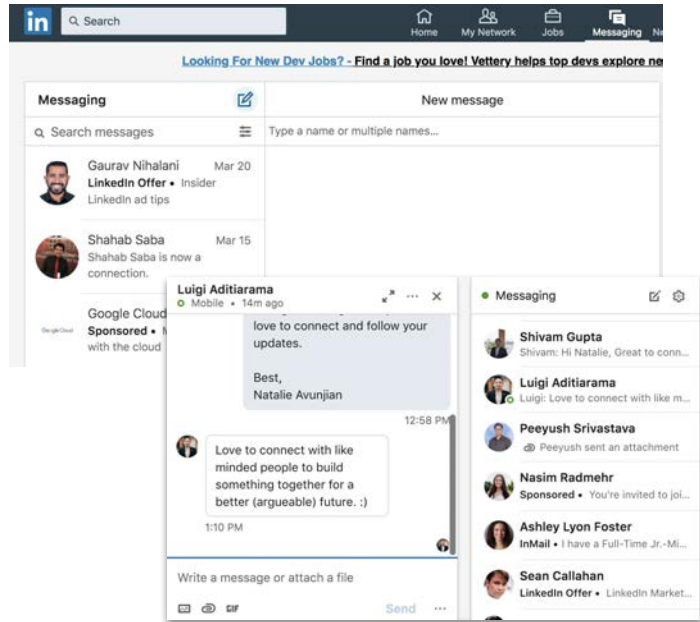 in
Search
Home
My Network
Jobs
Messaging
Looking For New Dev Jobs? - Find a job you love! Vettery helps top devs explore ne
Messaging
New message
Search messages
Type a name or multiple names...
Gaurav Nihalani
Mar 20
LinkedIn Offer • Insider
LinkedIn ad tips
Shahab Saba
Mar 15
Shahab Saba is now a
connection.
Google Cloud
Sponsored •
with the cloud
Luigi Aditiarama
Mobile • 14m ago
love to connect and follow your
updates.
Best,
Natalie Avunjian
12:58 PM
Love to connect with like
minded people to build
something together for a
better (argueable) future. :)
1:10 PM
Write a message or attach a file
GIF
Send
Messaging
Shivam Gupta
Shivam: Hi Natalie, Great to conn...
Luigi Aditiarama
Luigi: Love to connect with like m...
Peeyush Srivastava
Peeyush sent an attachment
Nasim Radmehr
Sponsored • You're invited to joi...
Ashley Lyon Foster
InMail • I have a Full-Time Jr.-Mi...
Sean Callahan
LinkedIn Offer • LinkedIn Market...